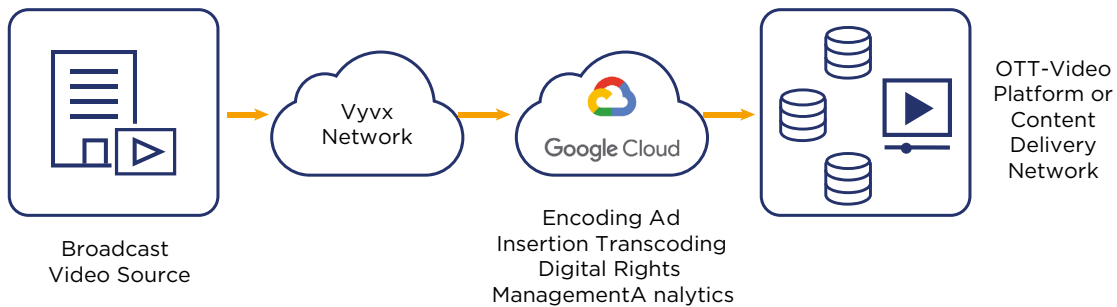 Broadcast
Video Source
Vyvx
Network
Google Cloud
Encoding Ad
Insertion Transcoding
Digital Rights
ManagementA nalytics
OTT-Video
Platform or
Content
Delivery
Network